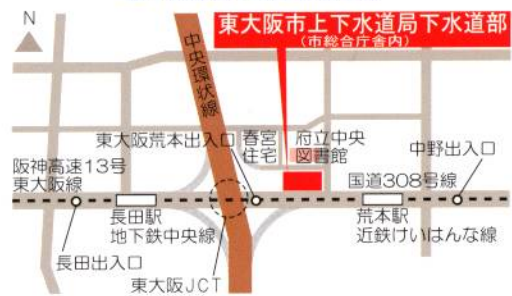 N
東大阪市上下水道局下水道部
(市総合庁舎内)
中央環状線
東大阪荒本出入口
春宮
住宅
府立中央
図書館
中野出入口
阪神高速13号
東大阪線
国道308号線
長田駅
地下鉄中央線
荒本駅
近鉄けいはんな線
長田出入口
東大阪JCT